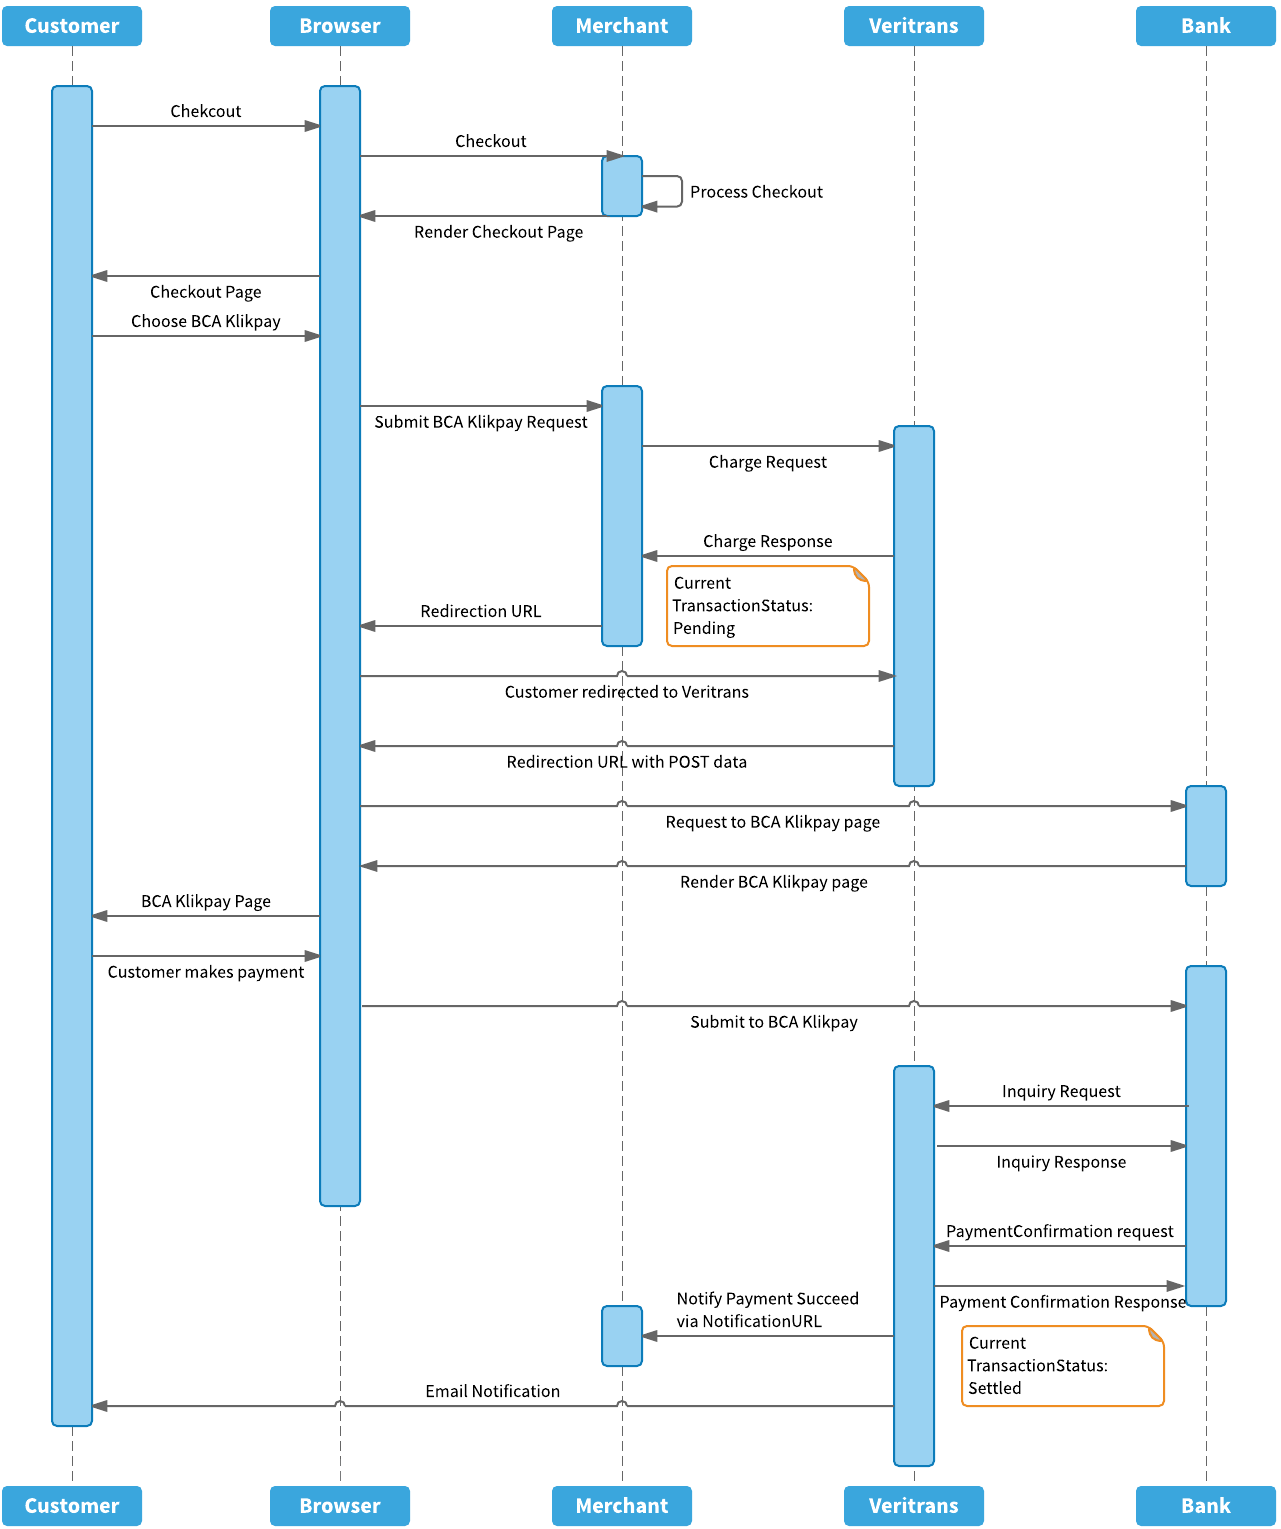 Customer
Browser
Merchant
Veritrans
Bank
Chekcout
Checkout
Process Checkout
Render Checkout Page
Checkout Page
Choose BCA Klikpay
Submit BCA Klikpay Request
Charge Request
Charge Response
Current
TransactionStatus:
Pending
Redirection URL
Customer redirected to Veritrans
Redirection URL with POST data
Request to BCA Klikpay page
Render BCA Klikpay page
BCA Klikpay Page
Customer makes payment
Submit to BCA Klikpay
Inquiry Request
Inquiry Response
PaymentConfirmation request
Payment Confirmation Response
Notify Payment Succeed
via NotificationURL
Current
TransactionStatus:
Settled
Email Notification
Customer
Browser
Merchant
Veritrans
Bank